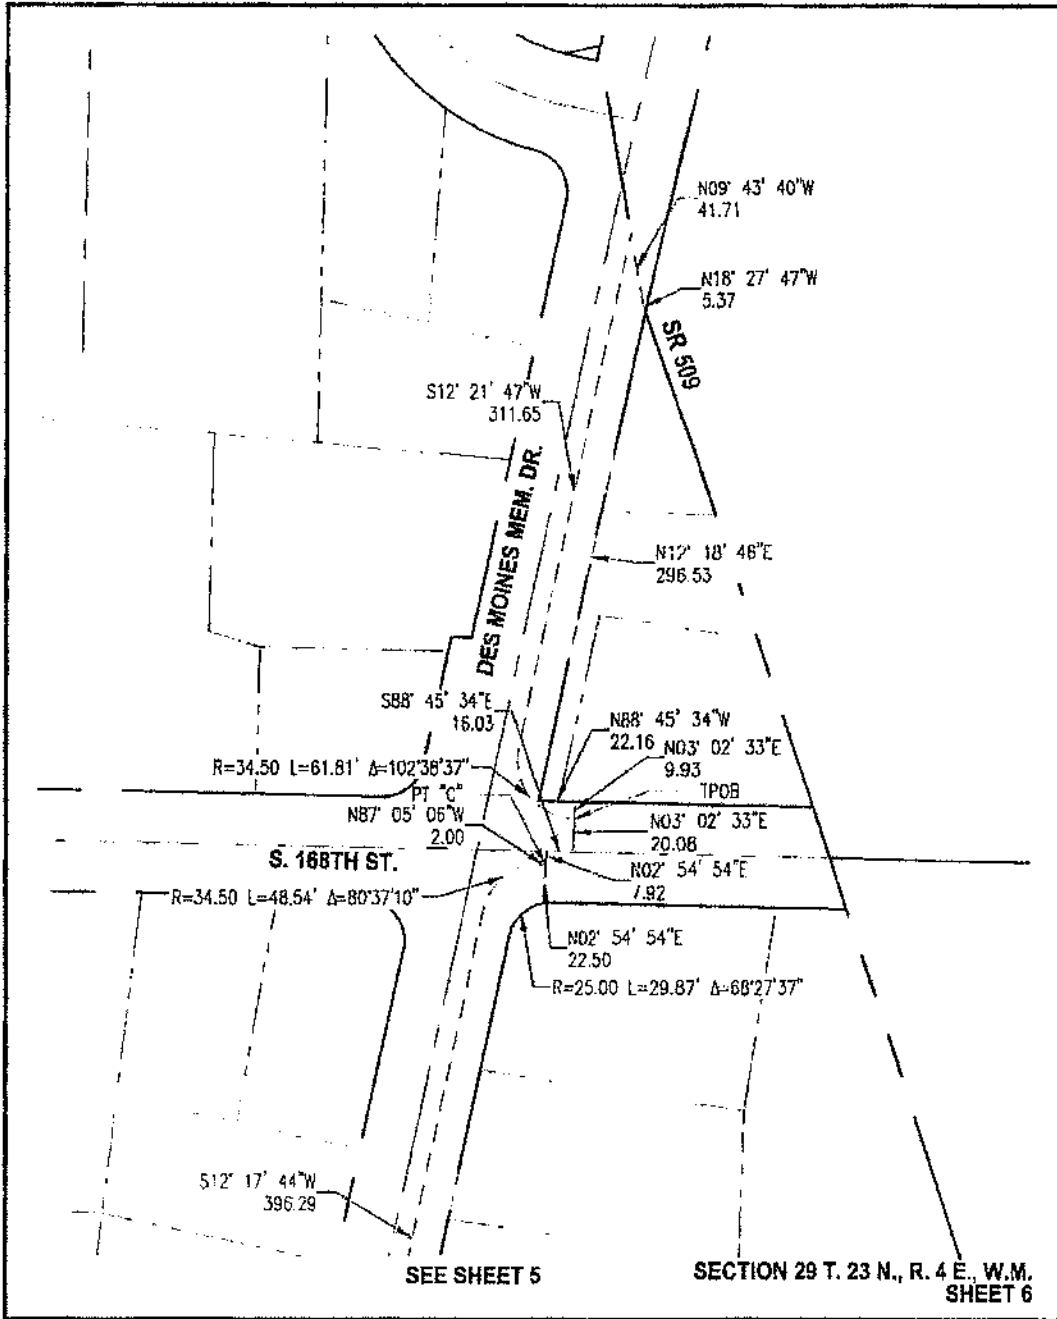 N09° 43' 40"W
41.71
N18° 27' 47"W
5.37
SR 509
S12° 21' 47"W
311.65
DES MOINES MEM. DR.
N12° 18' 46"E
296.53
S88° 45' 34"E
16.03
N88° 45' 34"W
22.16
N03° 02' 33"E
9.93
R=34.50 L=61.81' Δ=102°38'37"
TPOB
PT "C"
N87° 05' 06"W
2.00
N03° 02' 33"E
20.08
S. 168TH ST.
N02° 54' 54"E
7.92
R=34.50 L=48.54' Δ=80°37'10"
N02° 54' 54"E
22.50
R=25.00 L=29.87' Δ=68°27'37"
S12° 17' 44"W
396.29
SEE SHEET 5
SECTION 29 T. 23 N., R. 4 E., W.M.
SHEET 6